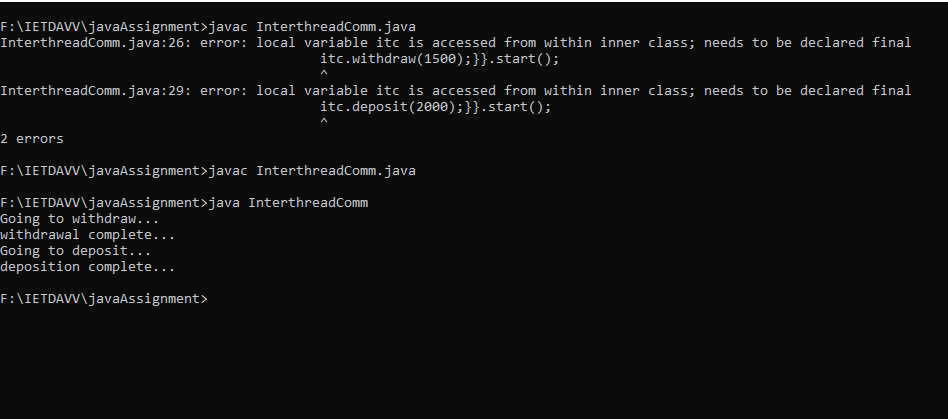 F:\IETDAVV\javaAssignment>javac InterthreadComm.java
InterthreadComm.java:26: error: local variable itc is accessed from within inner class; needs to be declared final
                                        itc.withdraw(1500);}}.start();
                                        ^
InterthreadComm.java:29: error: local variable itc is accessed from within inner class; needs to be declared final
                                        itc.deposit(2000);}}.start();
                                        ^
2 errors
F:\IETDAVV\javaAssignment>javac InterthreadComm.java
F:\IETDAVV\javaAssignment>java InterthreadComm
Going to withdraw...
withdrawal complete...
Going to deposit...
deposition complete...
F:\IETDAVV\javaAssignment>